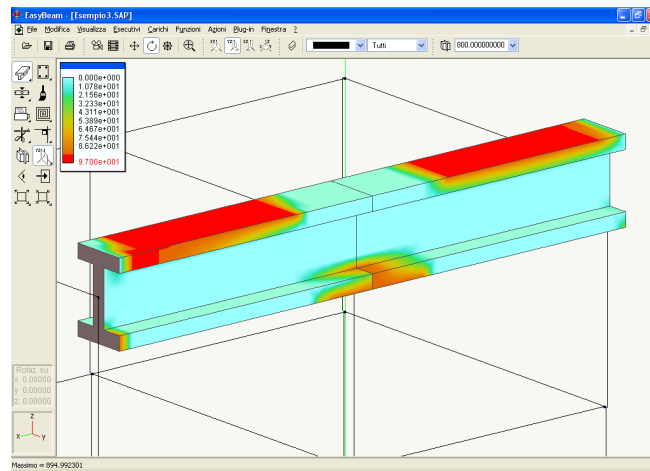 EasyBeam - [Esempio3.SAP]
File Modifica Visualizza Esecutivi Carichi Funzioni Azioni Plug-in Finestra ?
Tutti 800.000000000
0.000e+000
1.078e+001
2.156e+001
3.233e+001
4.311e+001
5.389e+001
6.467e+001
7.544e+001
8.622e+001
9.700e+001
Rotaz. su
x 0.00000
y 0.00000
z 0.00000
z
x y
Massimo = 894.992301